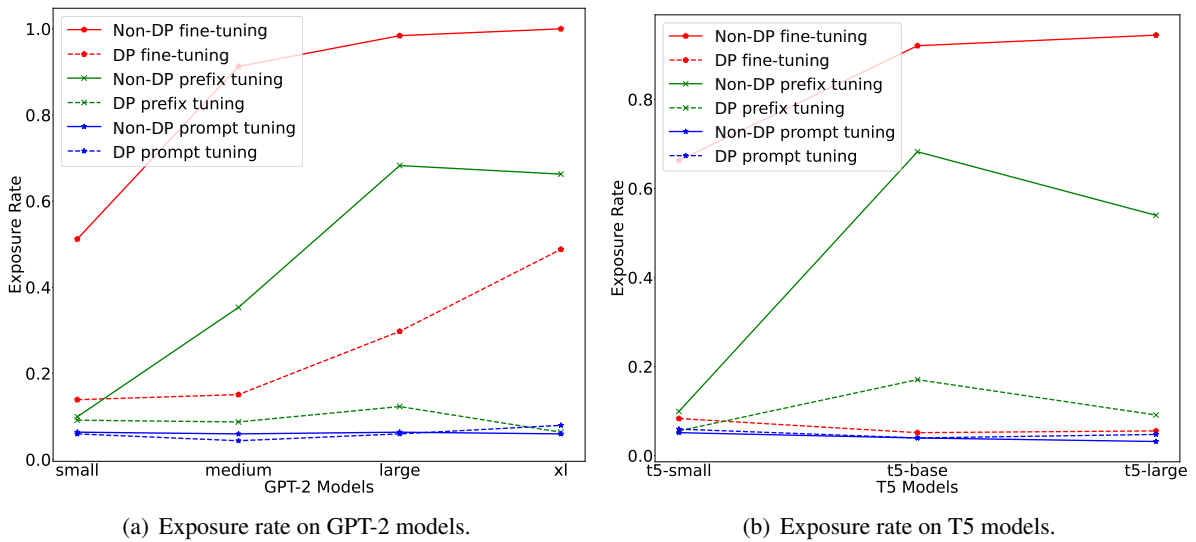 Non-DP fine-tuning
DP fine-tuning
Non-DP prefix tuning
DP prefix tuning
Non-DP prompt tuning
DP prompt tuning
1.0
0.8
0.6
0.4
0.2
0.0
Exposure Rate
small medium large xl
GPT-2 Models
(a) Exposure rate on GPT-2 models.
Non-DP fine-tuning
DP fine-tuning
Non-DP prefix tuning
DP prefix tuning
Non-DP prompt tuning
DP prompt tuning
0.8
0.6
0.4
0.2
0.0
Exposure Rate
t5-small t5-base t5-large
T5 Models
(b) Exposure rate on T5 models.